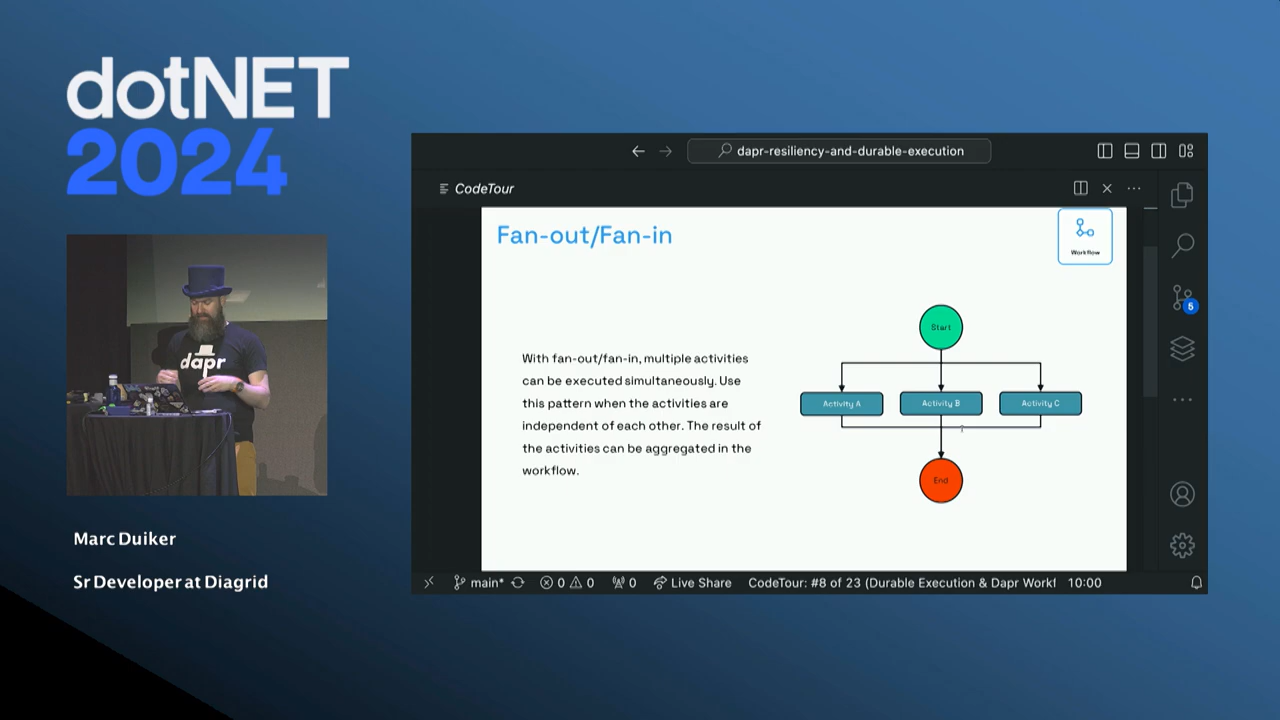 dotNET
2024
dapr
Marc Duiker
Sr Developer at Diagrid
dapr-resiliency-and-durable-execution
CodeTour
Fan-out/Fan-in
Workflow
With fan-out/fan-in, multiple activities
can be executed simultaneously. Use
this pattern when the activities are
independent of each other. The result of
the activities can be aggregated in the
workflow.
Start
Activity A
Activity B
Activity C
End
5
main*
0
0
0
Live Share
CodeTour: #8 of 23 (Durable Execution & Dapr Workf
10:00